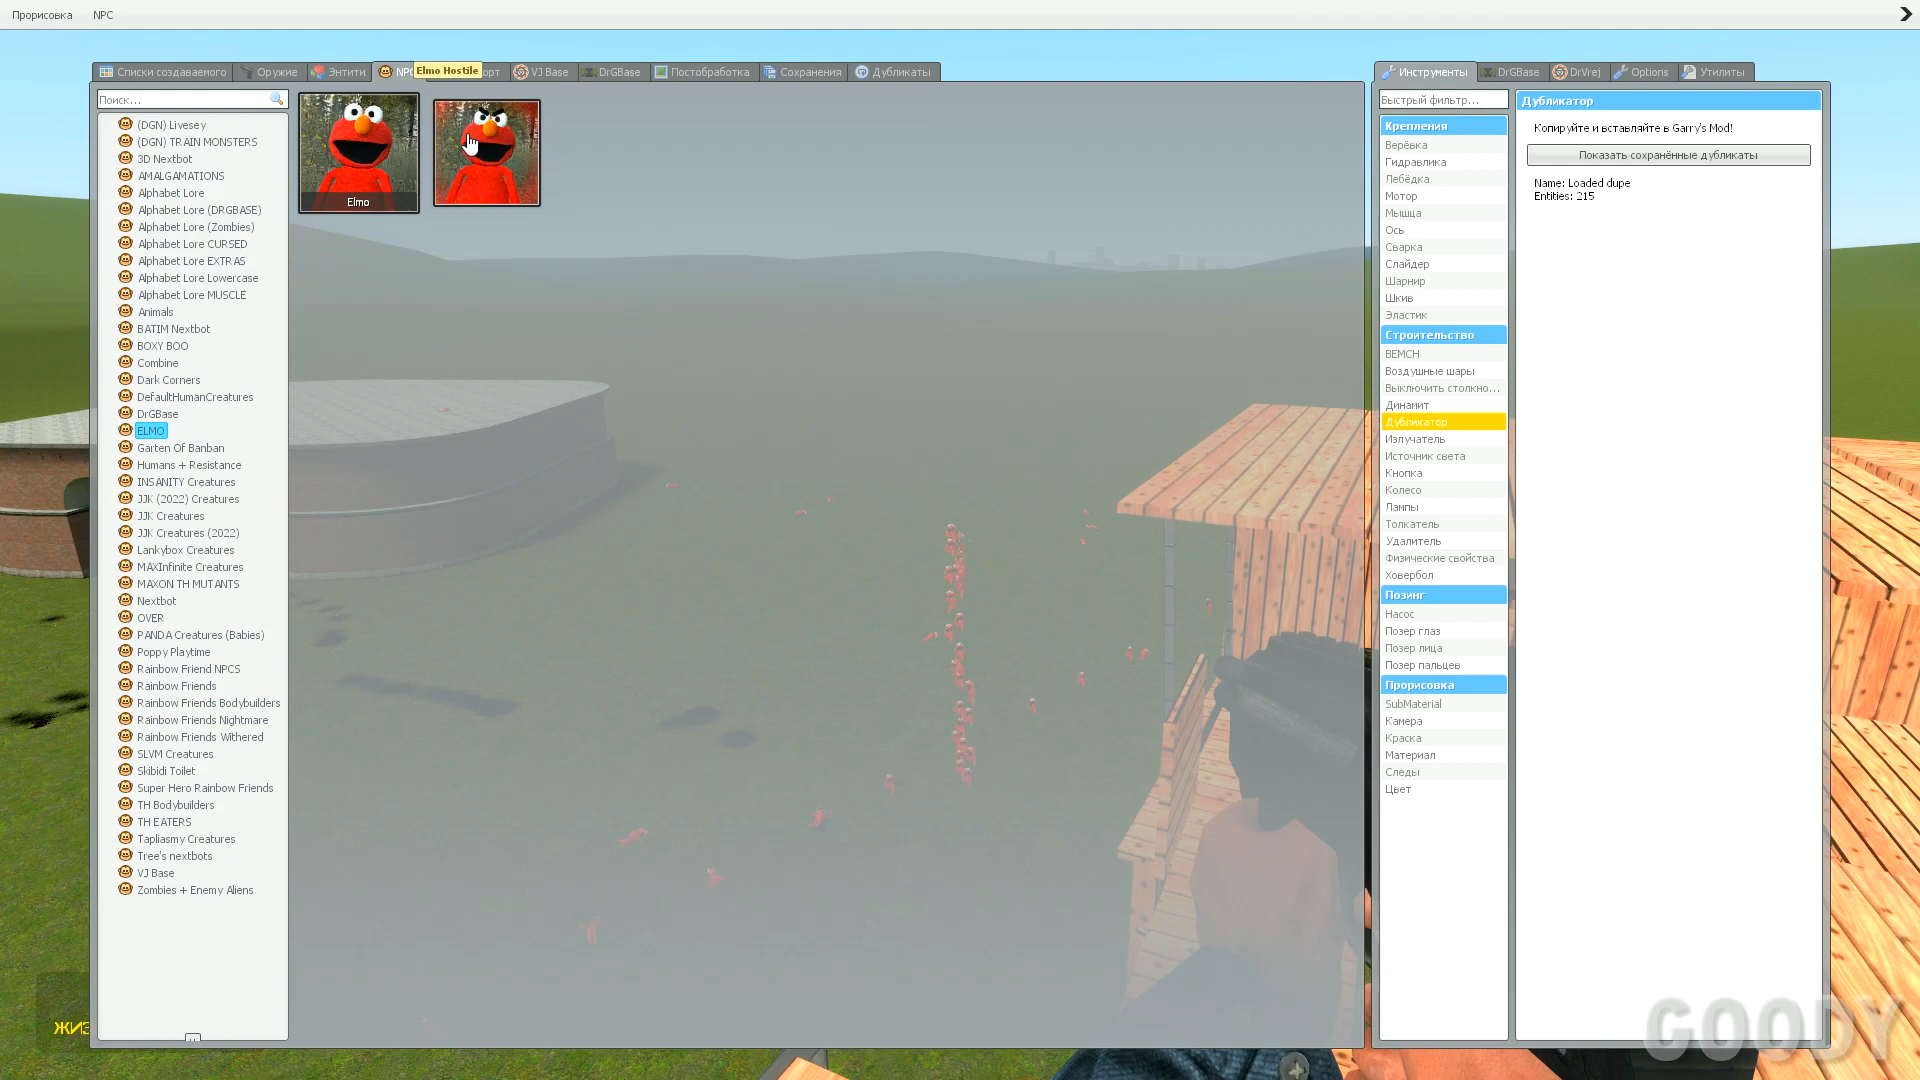 Прорисовка NPC
Списки создаваемого Оружие Энтити NPC Elmo Hostile орт VJ Base DrGBase Постобработка Сохранения Дубликаты
Инструменты DrGBase DrVrej Options Утилиты
Поиск...
(DGN) Livesey
(DGN) TRAIN MONSTERS
3D Nextbot
AMALGAMATIONS
Alphabet Lore
Alphabet Lore (DRGBASE)
Alphabet Lore (Zombies)
Alphabet Lore CURSED
Alphabet Lore EXTRAS
Alphabet Lore Lowercase
Alphabet Lore MUSCLE
Animals
BATIM Nextbot
BOXY BOO
Combine
Dark Corners
DefaultHumanCreatures
DrGBase
ELMO
Garten Of Banban
Humans + Resistance
INSANITY Creatures
JJK (2022) Creatures
JJK Creatures
JJK Creatures (2022)
Lankybox Creatures
MAXInfinite Creatures
MAXON TH MUTANTS
Nextbot
OVER
PANDA Creatures (Babies)
Poppy Playtime
Rainbow Friend NPCS
Rainbow Friends
Rainbow Friends Bodybuilders
Rainbow Friends Nightmare
Rainbow Friends Withered
SLVM Creatures
Skibidi Toilet
Super Hero Rainbow Friends
TH Bodybuilders
TH EATERS
Tapliasmy Creatures
Tree's nextbots
VJ Base
Zombies + Enemy Aliens
Elmo
Быстрый фильтр...
Крепления
Верёвка
Гидравлика
Лебёдка
Мотор
Мышца
Ось
Сварка
Слайдер
Шарнир
Шкив
Эластик
Строительство
BEMCH
Воздушные шары
Выключить столкно...
Динамит
Дубликатор
Излучатель
Источник света
Кнопка
Колесо
Лампы
Толкатель
Удалитель
Физические свойства
Ховербол
Позинг
Насос
Позер глаз
Позер лица
Позер пальцев
Прорисовка
SubMaterial
Камера
Краска
Материал
Следы
Цвет
Дубликатор
Копируйте и вставляйте в Garry's Mod!
Показать сохранённые дубликаты
Name: Loaded dupe
Entities: 215
ЖИЗ
GOODY